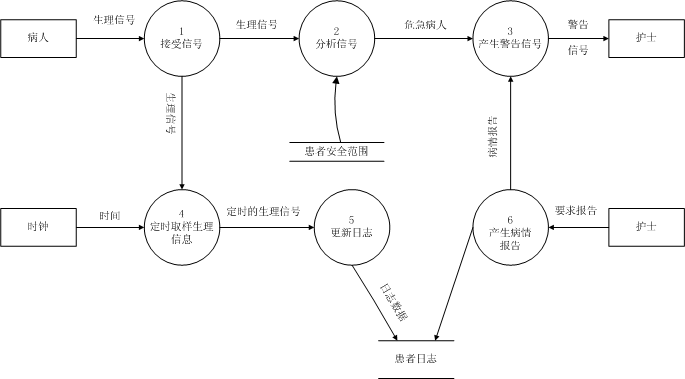 生理信号
生理信号
危急病人
警告
信号
病人
1
接受信号
2
分析信号
3
产生警告信号
护士
生理信号
病情报告
患者安全范围
时钟
时间
4
定时取样生理
信息
定时的生理信号
5
更新日志
6
产生病情
报告
要求报告
护士
日志数据
患者日志